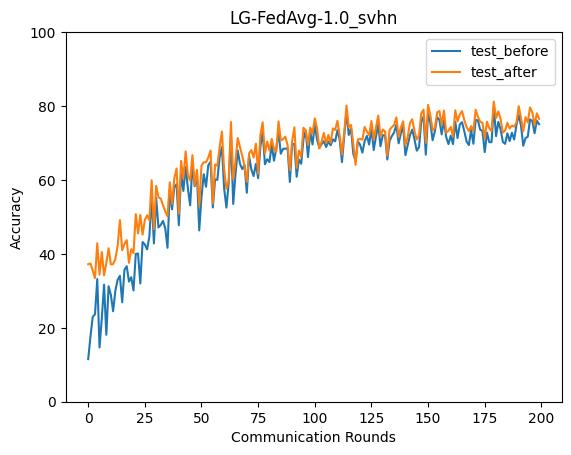 LG-FedAvg-1.0_svhn
test_before
test_after
100
80
60
40
20
0
Accuracy
0 25 50 75 100 125 150 175 200
Communication Rounds